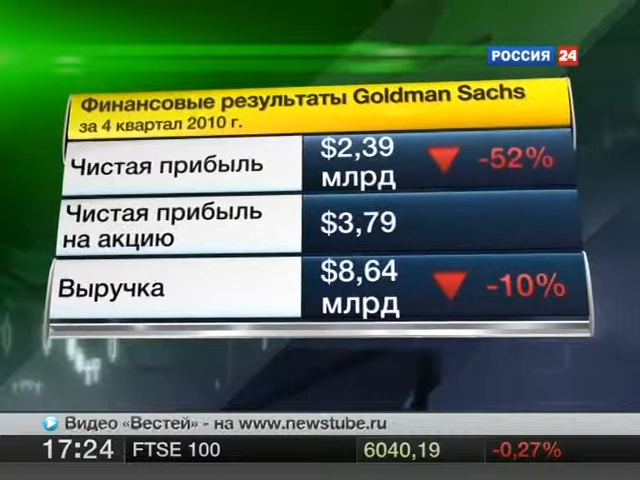 РОССИЯ 24
Финансовые результаты Goldman Sachs
за 4 квартал 2010 г.
Чистая прибыль
$2,39
млрд
-52%
Чистая прибыль
на акцию
$3,79
Выручка
$8,64
млрд
-10%
Видео «Вестей» - на www.newstube.ru
17:24 FTSE 100 6040,19 -0,27%